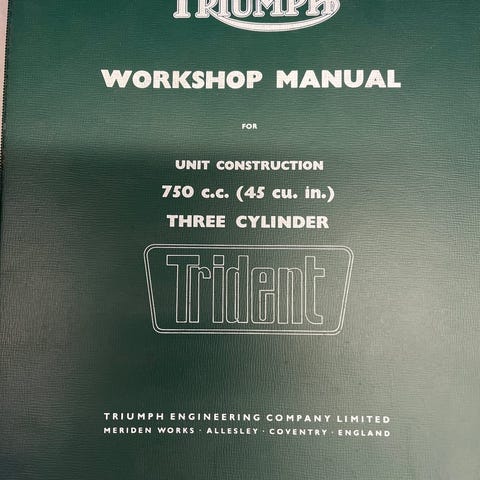 TRIUMPH
WORKSHOP MANUAL
FOR
UNIT CONSTRUCTION
750 c.c. (45 cu. in.)
THREE CYLINDER
Trident
TRIUMPH ENGINEERING COMPANY LIMITED
MERIDEN WORKS · ALLESLEY · COVENTRY · ENGLAND